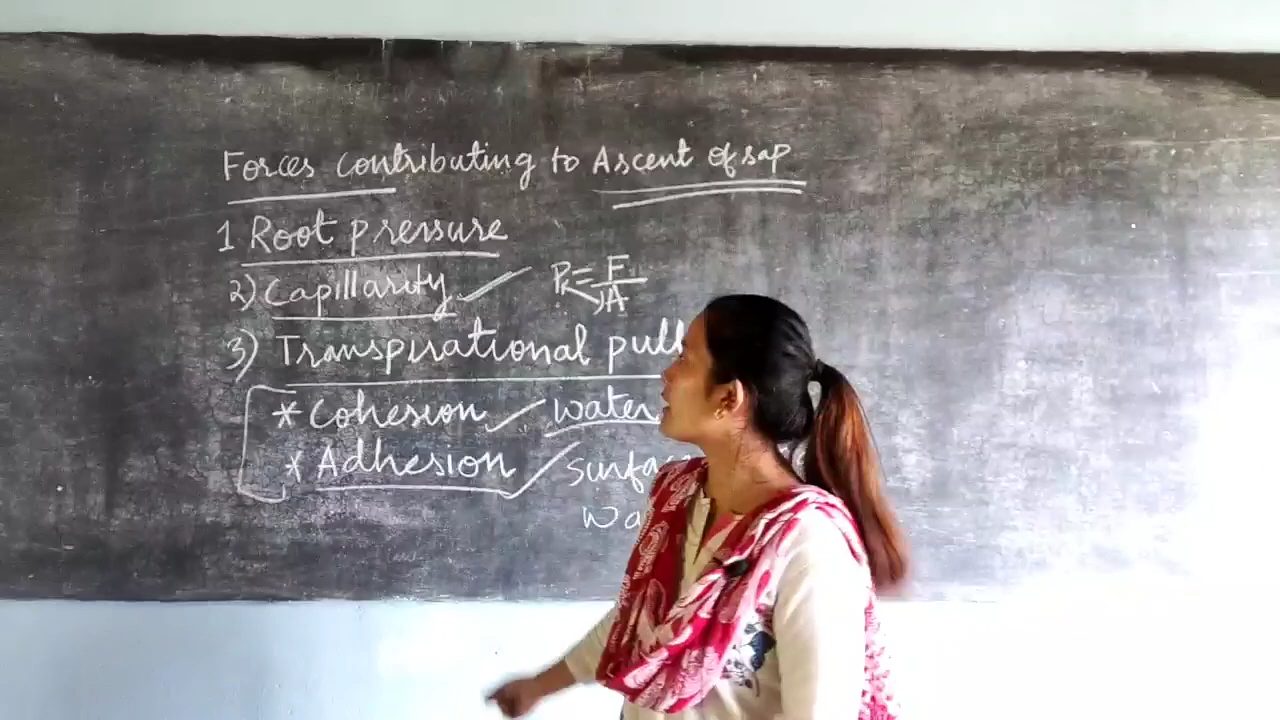 Forces Contributing to Ascent of sap
1 Root pressure
2) Capillarity P = F/A
3) Transpirational pull
* Cohesion water
* Adhesion